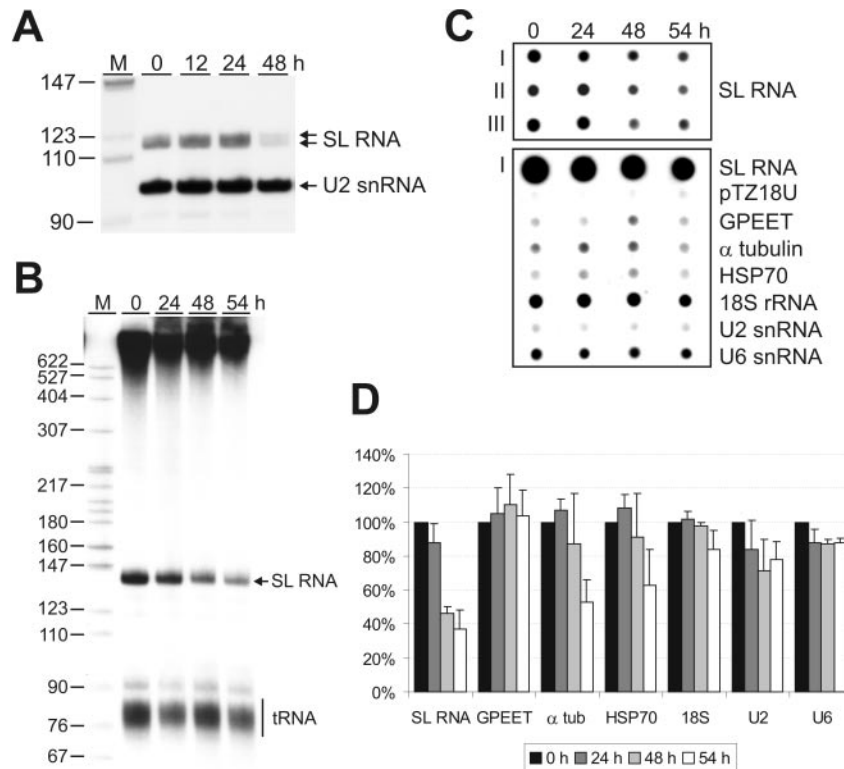 A
M 0 12 24 48 h
147
123
110
90
SL RNA
U2 snRNA
B
M 0 24 48 54 h
622
527
404
307
217
180
160
147
123
110
90
76
67
SL RNA
tRNA
C
0 24 48 54 h
I
II
III
SL RNA
I
SL RNA
pTZ18U
GPEET
α tubulin
HSP70
18S rRNA
U2 snRNA
U6 snRNA
D
140%
120%
100%
80%
60%
40%
20%
0%
SL RNA GPEET α tub HSP70 18S U2 U6
0 h 24 h 48 h 54 h